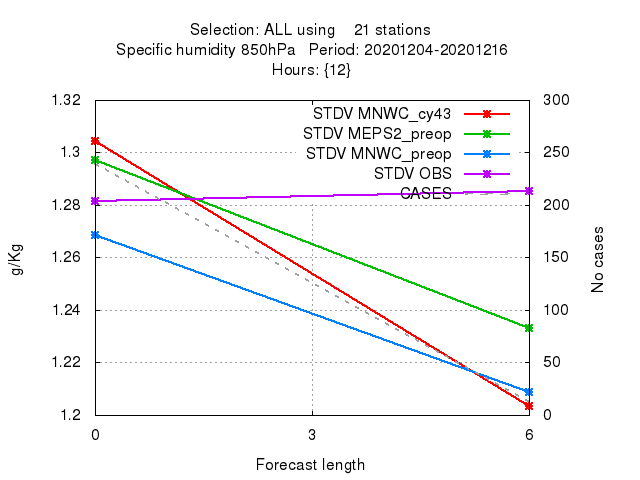 Selection: ALL using 21 stations
Specific humidity 850hPa Period: 20201204-20201216
Hours: {12}
1.32
1.3
1.28
1.26
1.24
1.22
1.2
300
250
200
150
100
50
0
STDV MNWC_cy43
STDV MEPS2_preop
STDV MNWC_preop
STDV OBS
CASES
g/Kg
No cases
0 3 6
Forecast length